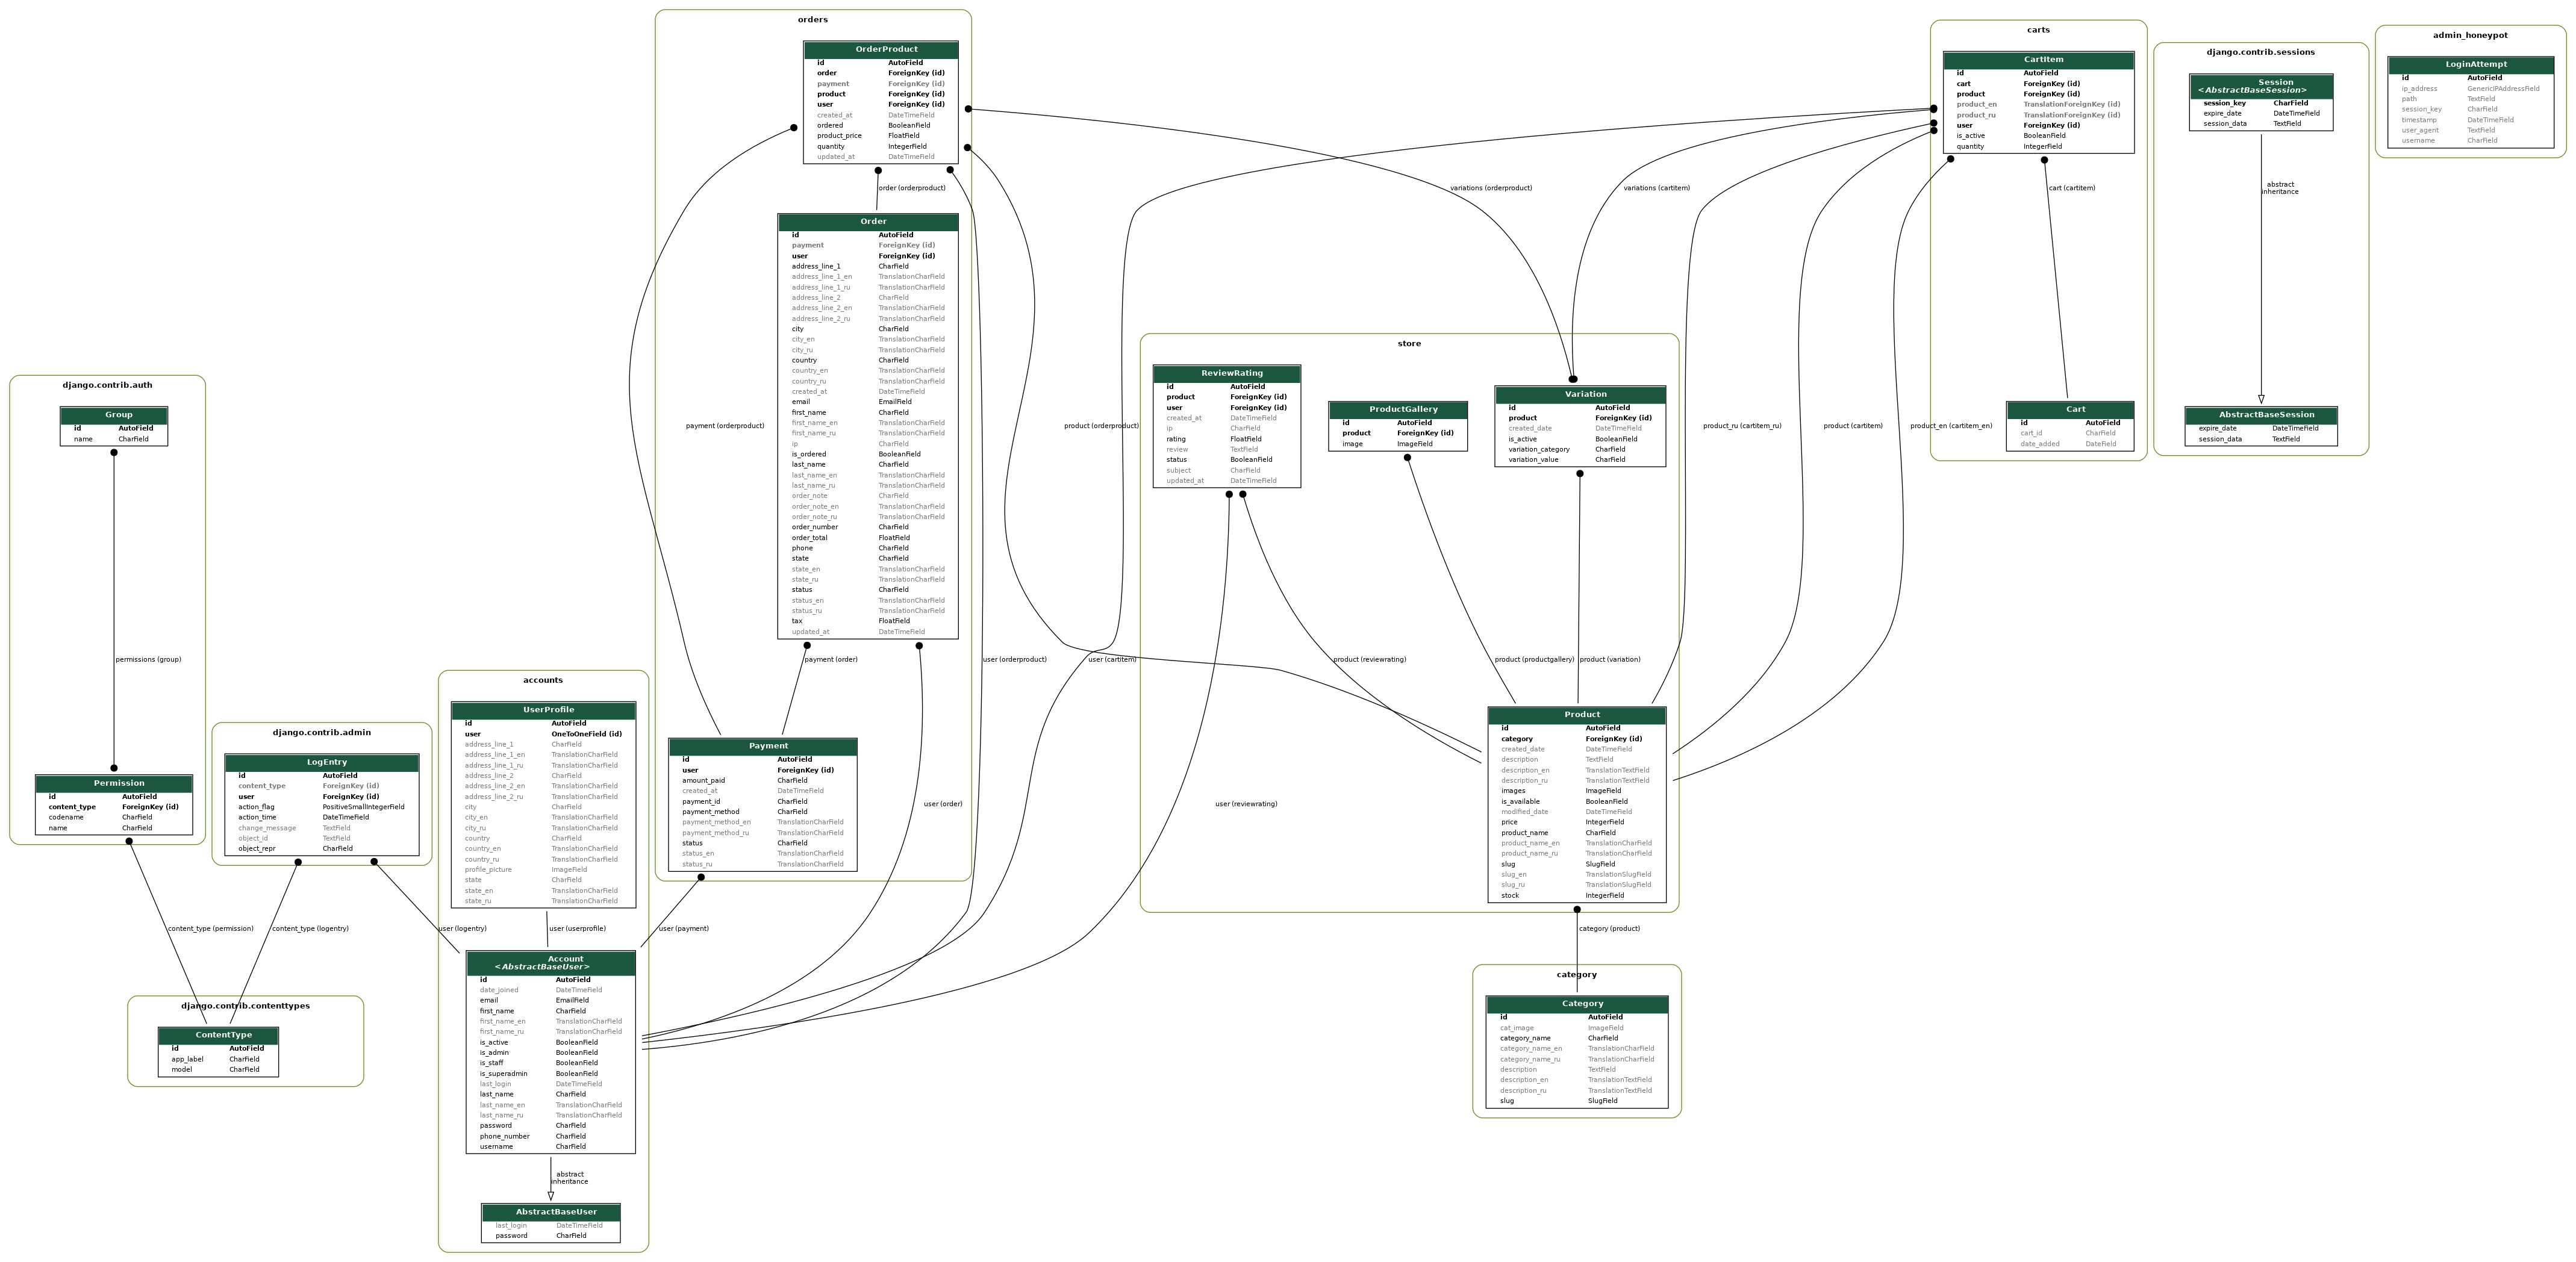 orders
OrderProduct
id AutoField
order ForeignKey (id)
payment ForeignKey (id)
product ForeignKey (id)
user ForeignKey (id)
created_at DateTimeField
ordered BooleanField
product_price FloatField
quantity IntegerField
updated_at DateTimeField
order (orderproduct)
Order
id AutoField
payment ForeignKey (id)
user ForeignKey (id)
address_line_1 CharField
address_line_1_en TranslationCharField
address_line_1_ru TranslationCharField
address_line_2 CharField
address_line_2_en TranslationCharField
address_line_2_ru TranslationCharField
city CharField
city_en TranslationCharField
city_ru TranslationCharField
country CharField
country_en TranslationCharField
country_ru TranslationCharField
created_at DateTimeField
email EmailField
first_name CharField
first_name_en TranslationCharField
first_name_ru TranslationCharField
ip CharField
is_ordered BooleanField
last_name CharField
last_name_en TranslationCharField
last_name_ru TranslationCharField
order_note CharField
order_note_en TranslationCharField
order_note_ru TranslationCharField
order_number CharField
order_total FloatField
phone CharField
state CharField
state_en TranslationCharField
state_ru TranslationCharField
status CharField
status_en TranslationCharField
status_ru TranslationCharField
tax FloatField
updated_at DateTimeField
payment (orderproduct)
payment (order)
Payment
id AutoField
user ForeignKey (id)
amount_paid CharField
created_at DateTimeField
payment_id CharField
payment_method CharField
payment_method_en TranslationCharField
payment_method_ru TranslationCharField
status CharField
status_en TranslationCharField
status_ru TranslationCharField
user (order)
user (payment)
user (orderproduct)
user (cartitem)
product (orderproduct)
variations (orderproduct)
variations (cartitem)
carts
CartItem
id AutoField
cart ForeignKey (id)
product ForeignKey (id)
product_en TranslationForeignKey (id)
product_ru TranslationForeignKey (id)
user ForeignKey (id)
is_active BooleanField
quantity IntegerField
cart (cartitem)
Cart
id AutoField
cart_id CharField
date_added DateField
product_ru (cartitem_ru)
product (cartitem)
product_en (cartitem_en)
django.contrib.sessions
Session
<AbstractBaseSession>
session_key CharField
expire_date DateTimeField
session_data TextField
abstract
inheritance
AbstractBaseSession
expire_date DateTimeField
session_data TextField
admin_honeypot
LoginAttempt
id AutoField
ip_address GenericIPAddressField
path TextField
session_key CharField
timestamp DateTimeField
user_agent TextField
username CharField
store
ReviewRating
id AutoField
product ForeignKey (id)
user ForeignKey (id)
created_at DateTimeField
ip CharField
rating FloatField
review TextField
status BooleanField
subject CharField
updated_at DateTimeField
ProductGallery
id AutoField
product ForeignKey (id)
image ImageField
Variation
id AutoField
product ForeignKey (id)
created_date DateTimeField
is_active BooleanField
variation_category CharField
variation_value CharField
product (reviewrating)
product (productgallery)
product (variation)
user (reviewrating)
Product
id AutoField
category ForeignKey (id)
created_date DateTimeField
description TextField
description_en TranslationTextField
description_ru TranslationTextField
images ImageField
is_available BooleanField
modified_date DateTimeField
price IntegerField
product_name CharField
product_name_en TranslationCharField
product_name_ru TranslationCharField
slug SlugField
slug_en TranslationSlugField
slug_ru TranslationSlugField
stock IntegerField
category (product)
category
Category
id AutoField
cat_image ImageField
category_name CharField
category_name_en TranslationCharField
category_name_ru TranslationCharField
description TextField
description_en TranslationTextField
description_ru TranslationTextField
slug SlugField
django.contrib.auth
Group
id AutoField
name CharField
permissions (group)
Permission
id AutoField
content_type ForeignKey (id)
codename CharField
name CharField
django.contrib.admin
LogEntry
id AutoField
content_type ForeignKey (id)
user ForeignKey (id)
action_flag PositiveSmallIntegerField
action_time DateTimeField
change_message TextField
object_id TextField
object_repr CharField
content_type (permission)
content_type (logentry)
user (logentry)
django.contrib.contenttypes
ContentType
id AutoField
app_label CharField
model CharField
accounts
UserProfile
id AutoField
user OneToOneField (id)
address_line_1 CharField
address_line_1_en TranslationCharField
address_line_1_ru TranslationCharField
address_line_2 CharField
address_line_2_en TranslationCharField
address_line_2_ru TranslationCharField
city CharField
city_en TranslationCharField
city_ru TranslationCharField
country CharField
country_en TranslationCharField
country_ru TranslationCharField
profile_picture ImageField
state CharField
state_en TranslationCharField
state_ru TranslationCharField
user (userprofile)
Account
<AbstractBaseUser>
id AutoField
date_joined DateTimeField
email EmailField
first_name CharField
first_name_en TranslationCharField
first_name_ru TranslationCharField
is_active BooleanField
is_admin BooleanField
is_staff BooleanField
is_superadmin BooleanField
last_login DateTimeField
last_name CharField
last_name_en TranslationCharField
last_name_ru TranslationCharField
password CharField
phone_number CharField
username CharField
abstract
inheritance
AbstractBaseUser
last_login DateTimeField
password CharField